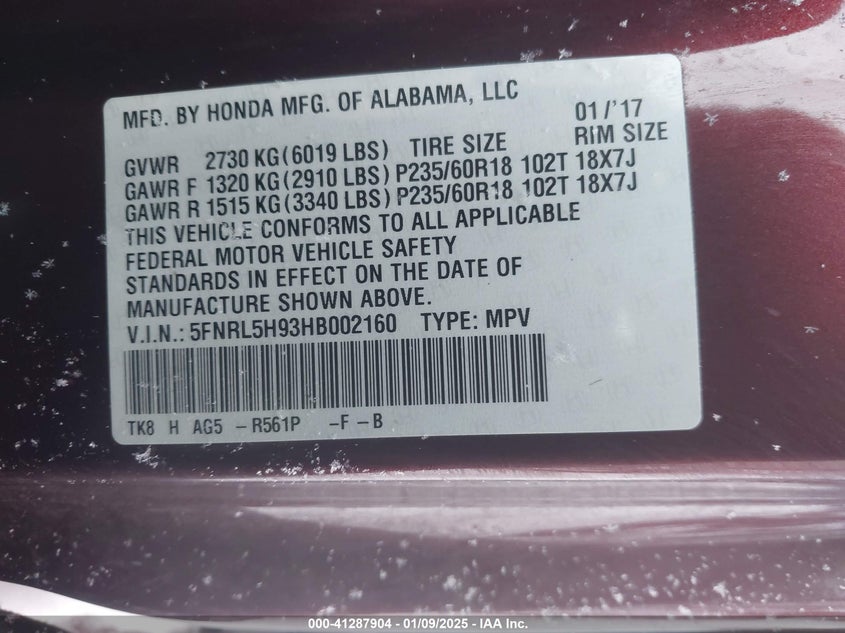 MFD. BY HONDA MFG. OF ALABAMA, LLC 01/'17
GVWR 2730 KG(6019 LBS) TIRE SIZE RIM SIZE
GAWR F 1320 KG(2910 LBS) P235/60R18 102T 18X7J
GAWR R 1515 KG(3340 LBS) P235/60R18 102T 18X7J
THIS VEHICLE CONFORMS TO ALL APPLICABLE
FEDERAL MOTOR VEHICLE SAFETY
STANDARDS IN EFFECT ON THE DATE OF
MANUFACTURE SHOWN ABOVE.
V.I.N.: 5FNRL5H93HB002160 TYPE: MPV
TK8 H AG5 -R561P -F-B
000-41287904 - 01/09/2025 - IAA Inc.